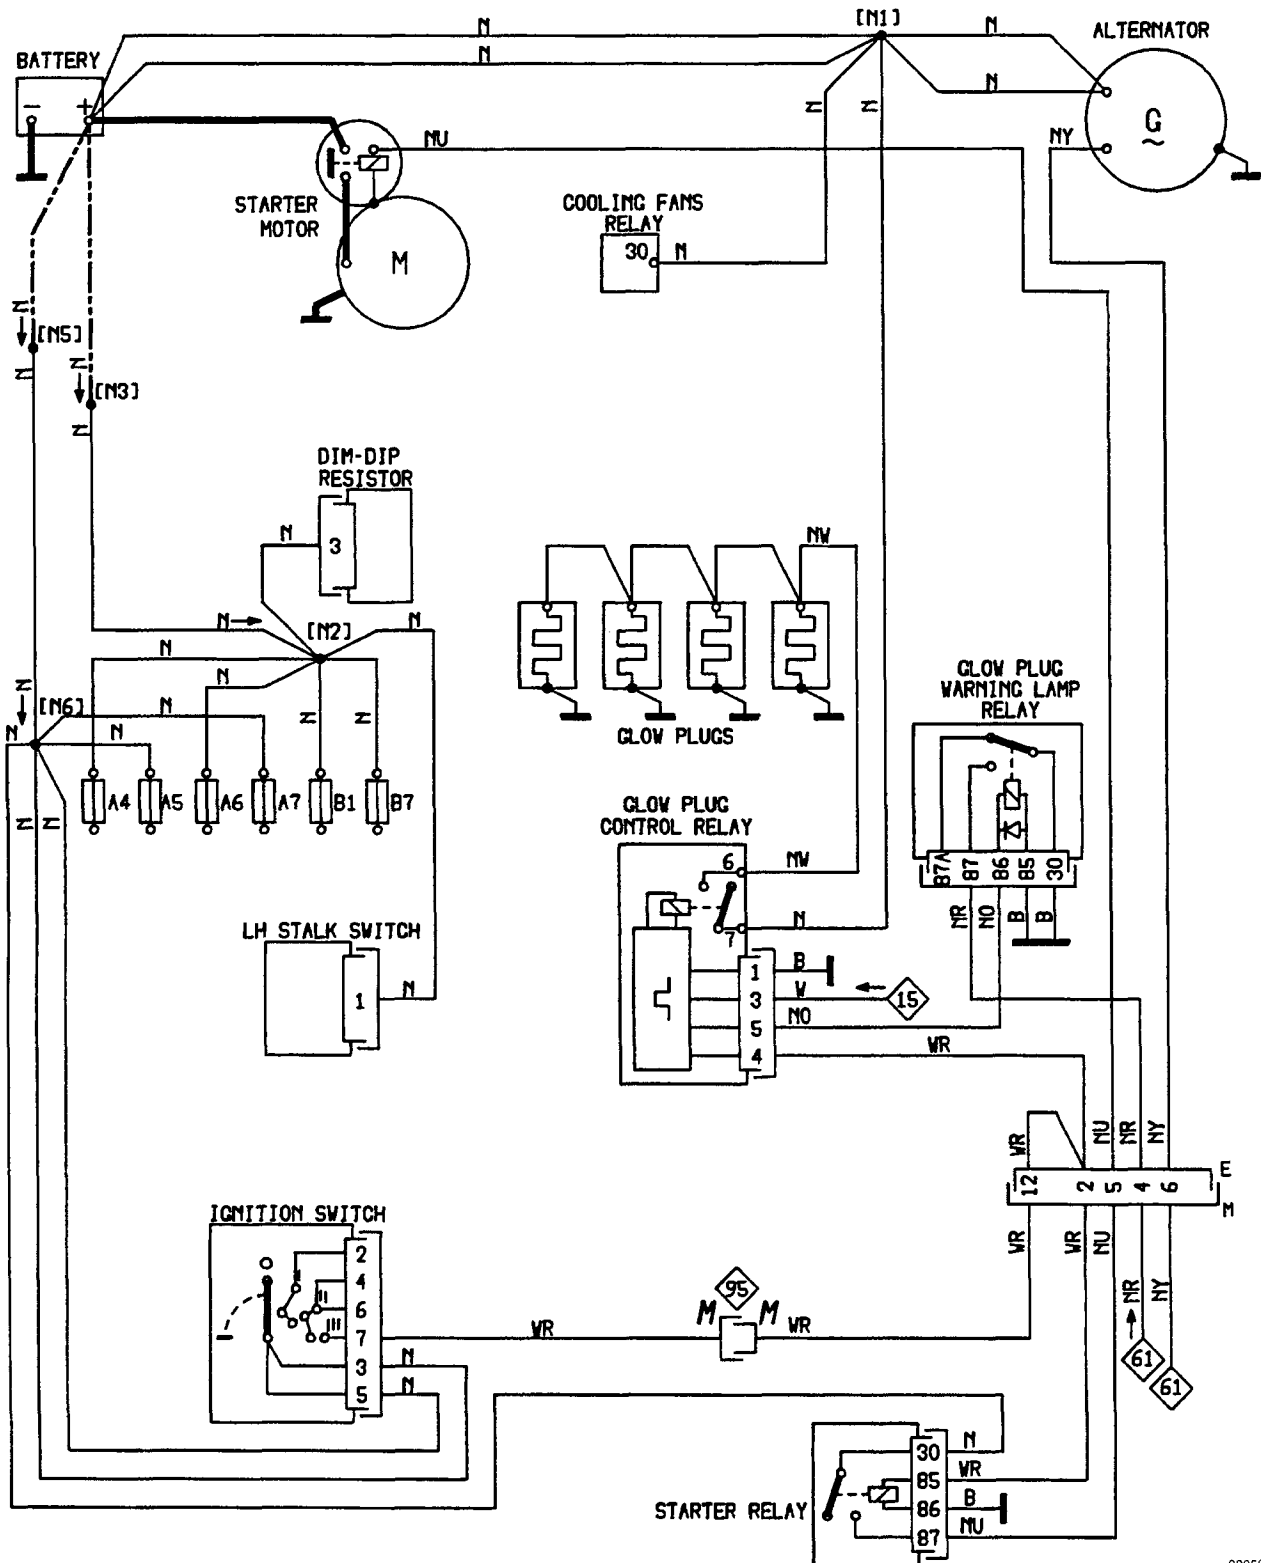 [N1]
N
N
N
ALTERNATOR
BATTERY
- +
N
N
N
G
~
NU
NY
STARTER
MOTOR
M
COOLING FANS
RELAY
30
N
N
[N5]
N
N
[N3]
N
DIM-DIP
RESISTOR
N
3
NW
N
[N2]
N
N
N
GLOW PLUG
WARNING LAMP
RELAY
N
[N6]
N
N
N
N
N
GLOW PLUGS
A4
A5
A6
A7
B1
B7
N
N
GLOW PLUG
CONTROL RELAY
6
NW
7
N
87A
87
86
85
30
NR
NO
B
B
LH STALK SWITCH
1
N
1
B
3
W
15
5
NO
4
WR
WR
NU
NR
NY
12
2
5
4
6
E
M
WR
WR
NU
NR
NY
IGNITION SWITCH
2
4
6
7
3
5
I
II
III
WR
N
N
95
M M
WR
61
61
STARTER RELAY
30
N
85
WR
86
B
87
NU